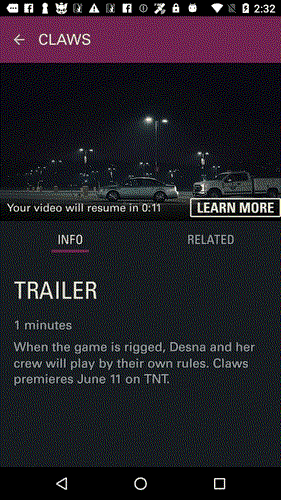 2:32
CLAWS
Your video will resume in 0:11
LEARN MORE
INFO
RELATED
TRAILER
1 minutes
When the game is rigged, Desna and her
crew will play by their own rules. Claws
premieres June 11 on TNT.